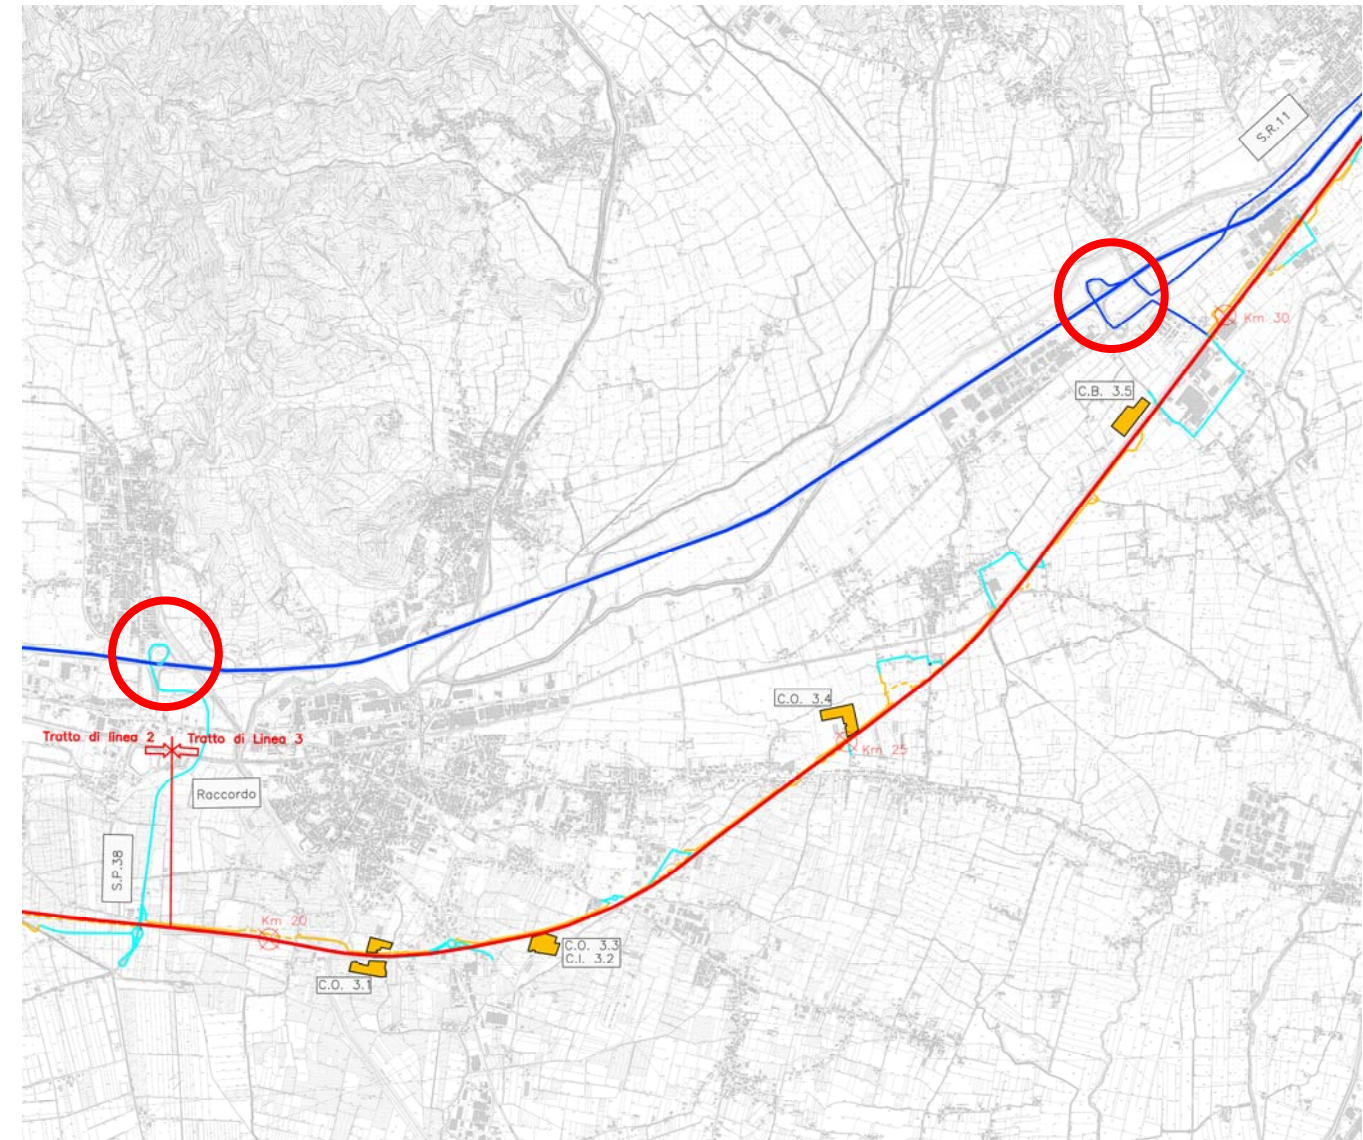 S.R.11
Km 30
C.B. 3.5
C.O. 3.4
Km 25
Tratto di linea 2
Tratto di Linea 3
Raccordo
S.P.38
Km 20
C.O. 3.3
C.I. 3.2
C.O. 3.1